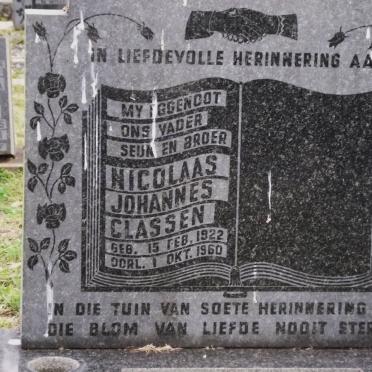 IN LIEFDEVOLLE HERINNERING AA
MY EGGENOOT
ONS VADER
SEUN EN BROER
NICOLAAS
JOHANNES
CLASSEN
GEB. 15 FEB. 1922
OORL. 1 OKT. 1960
IN DIE TUIN VAN SOETE HERINNERING
DIE BLOM VAN LIEFDE NOOIT STER